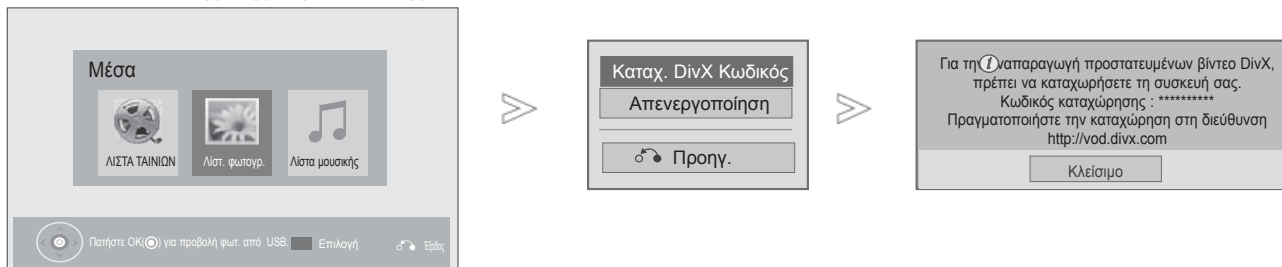 Μέσα
ΛΙΣΤΑ ΤΑΙΝΙΩΝ Λίστ. φωτογρ. Λίστα μουσικής
Πατήστε OK(◉) για προβολή φωτ. από USB. Επιλογή Έξοδος
Καταχ. DivX Κωδικός
Απενεργοποίηση
Προηγ.
Για την αναπαραγωγή προστατευμένων βίντεο DivX,
πρέπει να καταχωρήσετε τη συσκευή σας.
Κωδικός καταχώρησης : **********
Πραγματοποιήστε την καταχώρηση στη διεύθυνση
http://vod.divx.com
Κλείσιμο